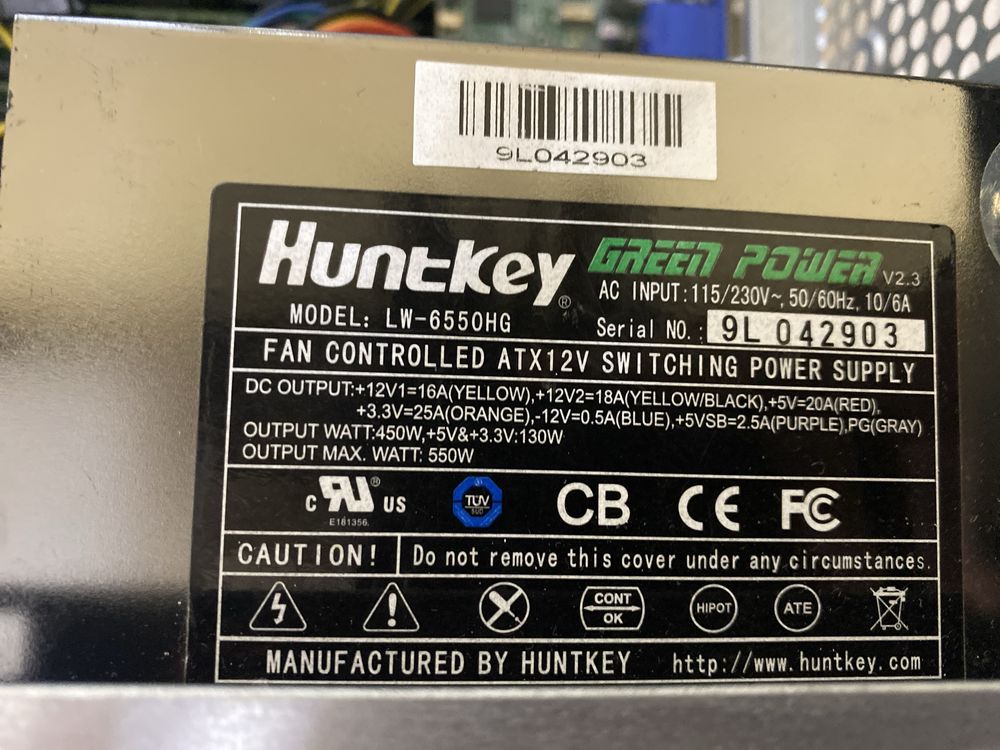 9L042903
Huntkey® GREEN POWER V2.3
AC INPUT:115/230V~, 50/60Hz, 10/6A
MODEL: LW-6550HG
Serial NO.: 9L 042903
FAN CONTROLLED ATX12V SWITCHING POWER SUPPLY
DC OUTPUT:+12V1=16A(YELLOW),+12V2=18A(YELLOW/BLACK),+5V=20A(RED),
+3.3V=25A(ORANGE),-12V=0.5A(BLUE),+5VSB=2.5A(PURPLE),PG(GRAY)
OUTPUT WATT:450W,+5V&+3.3V:130W
OUTPUT MAX. WATT: 550W
C RU® US
E181356
TÜV
SÜD
CB CE FC
CAUTION! Do not remove this cover under any circumstances.
CONT
OK
HIPOT
ATE
MANUFACTURED BY HUNTKEY http://www.huntkey.com